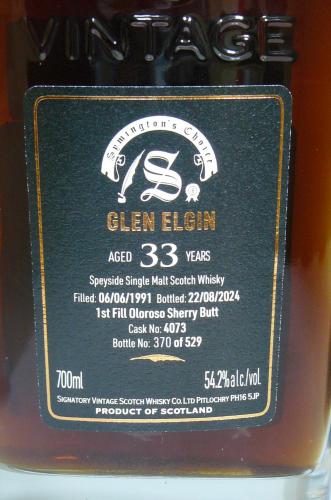 VINTAGE
Symington's Choice
S
GLEN ELGIN
AGED 33 YEARS
Speyside Single Malt Scotch Whisky
Filled: 06/06/1991 Bottled: 22/08/2024
1st Fill Oloroso Sherry Butt
Cask No: 4073
Bottle No: 370 of 529
700ml 54.2%alc./vol.
SIGNATORY VINTAGE SCOTCH WHISKY CO. LTD PITLOCHRY PH16 5JP
PRODUCT OF SCOTLAND